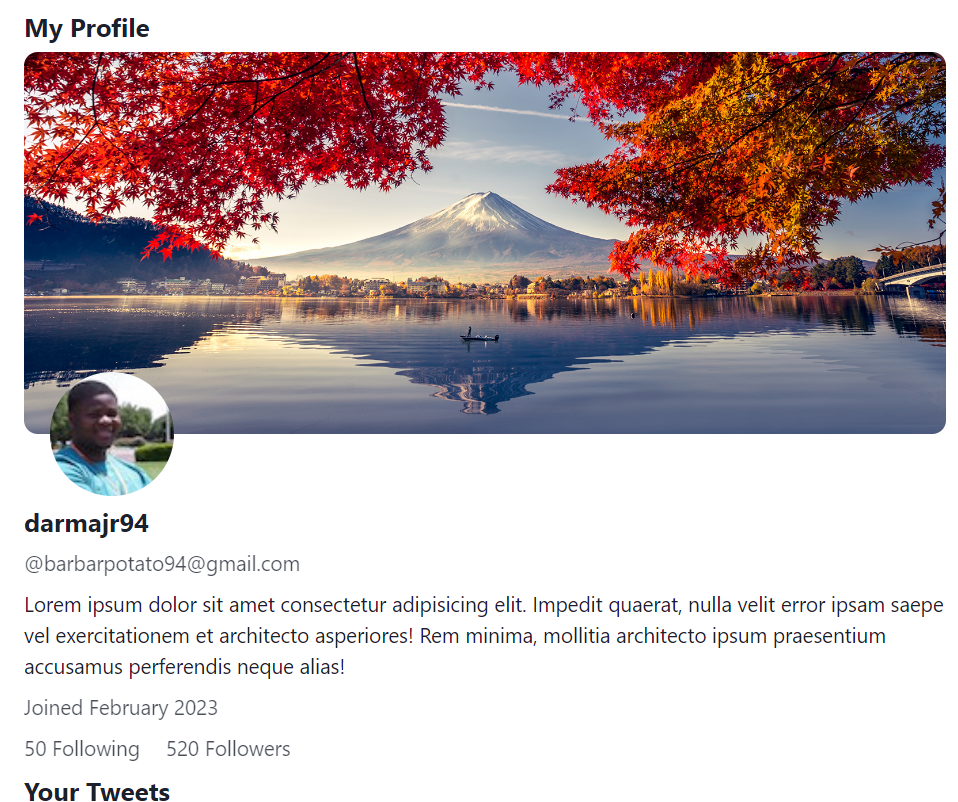 My Profile
darmajr94
@barbarpotato94@gmail.com
Lorem ipsum dolor sit amet consectetur adipisicing elit. Impedit quaerat, nulla velit error ipsam saepe
vel exercitationem et architecto asperiores! Rem minima, mollitia architecto ipsum praesentium
accusamus perferendis neque alias!
Joined February 2023
50 Following 520 Followers
Your Tweets